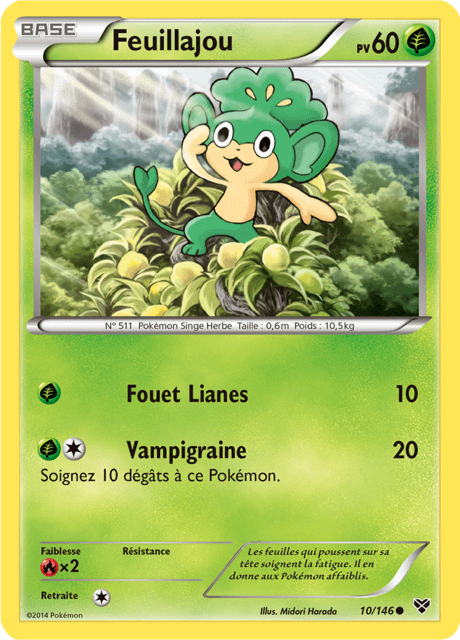 BASE Feuillajou PV60
N° 511 Pokémon Singe Herbe Taille : 0,6m Poids : 10,5kg
Fouet Lianes 10
Vampigraine 20
Soignez 10 dégâts à ce Pokémon.
Faiblesse Résistance
×2
Retraite
Les feuilles qui poussent sur sa
tête soignent la fatigue. Il en
donne aux Pokémon affaiblis.
©2014 Pokémon Illus. Midori Harada 10/146